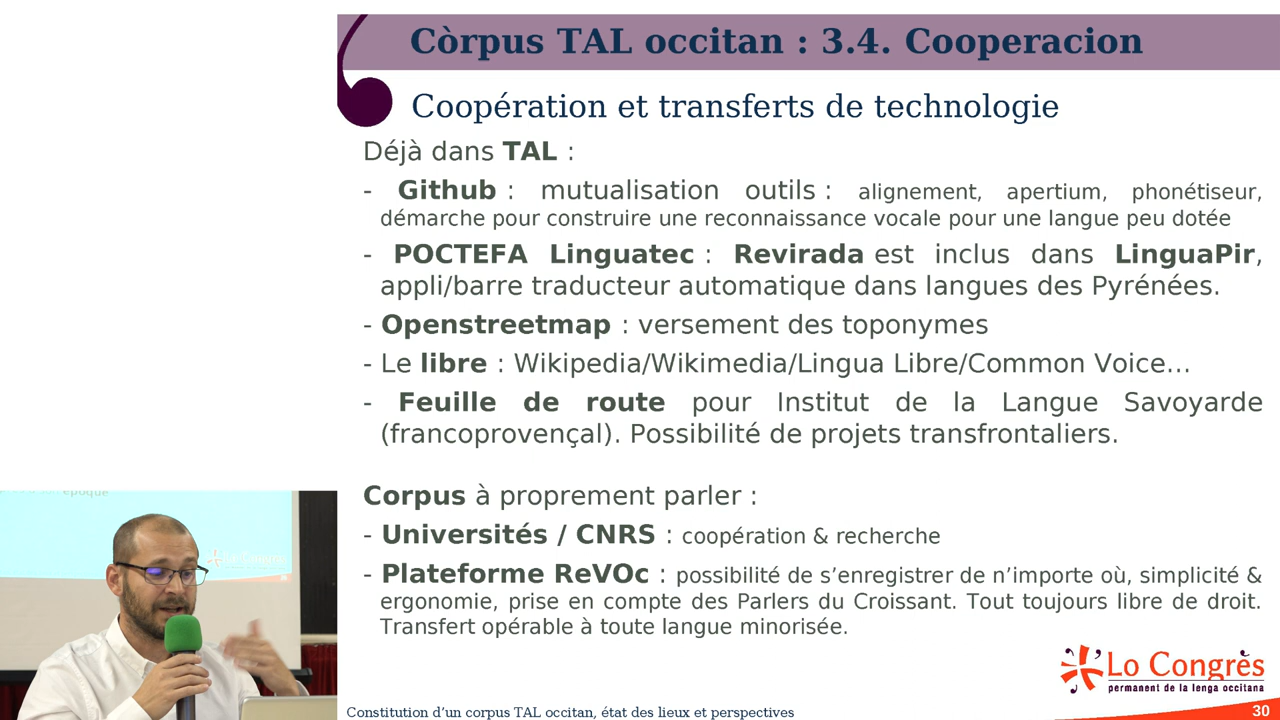 Còrpus TAL occitan : 3.4. Cooperacion
Coopération et transferts de technologie
Déjà dans TAL :
- Github : mutualisation outils : alignement, apertium, phonétiseur,
démarche pour construire une reconnaissance vocale pour une langue peu dotée
- POCTEFA Linguatec : Revirada est inclus dans LinguaPir,
appli/barre traducteur automatique dans langues des Pyrénées.
- Openstreetmap : versement des toponymes
- Le libre : Wikipedia/Wikimedia/Lingua Libre/Common Voice…
- Feuille de route pour Institut de la Langue Savoyarde
(francoprovençal). Possibilité de projets transfrontaliers.
Corpus à proprement parler :
- Universités / CNRS : coopération & recherche
- Plateforme ReVOc : possibilité de s’enregistrer de n’importe où, simplicité &
ergonomie, prise en compte des Parlers du Croissant. Tout toujours libre de droit.
Transfert opérable à toute langue minorisée.
Lo Congrès
permanent de la lenga occitana
Constitution d’un corpus TAL occitan, état des lieux et perspectives
30
époque
Lo Congrès